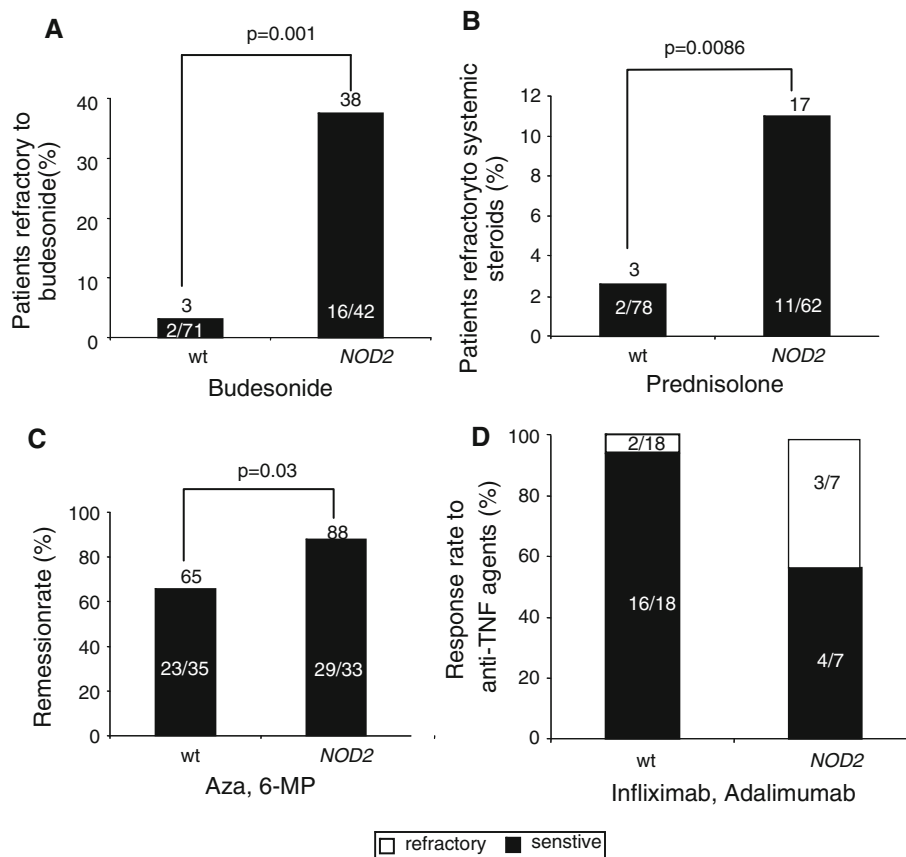 A
p=0.001
Patients refractory to
budesonide(%)
40
30
20
10
0
3
2/71
38
16/42
wt
NOD2
Budesonide
B
p=0.0086
Patients refractoryto systemic
steroids (%)
12
10
8
6
4
2
0
3
2/78
17
11/62
wt
NOD2
Prednisolone
C
p=0.03
Remessionrate (%)
100
80
60
40
20
0
65
23/35
88
29/33
wt
NOD2
Aza, 6-MP
D
Response rate to
anti-TNF agents (%)
100
80
60
40
20
0
2/18
16/18
3/7
4/7
wt
NOD2
Infliximab, Adalimumab
refractory
senstive